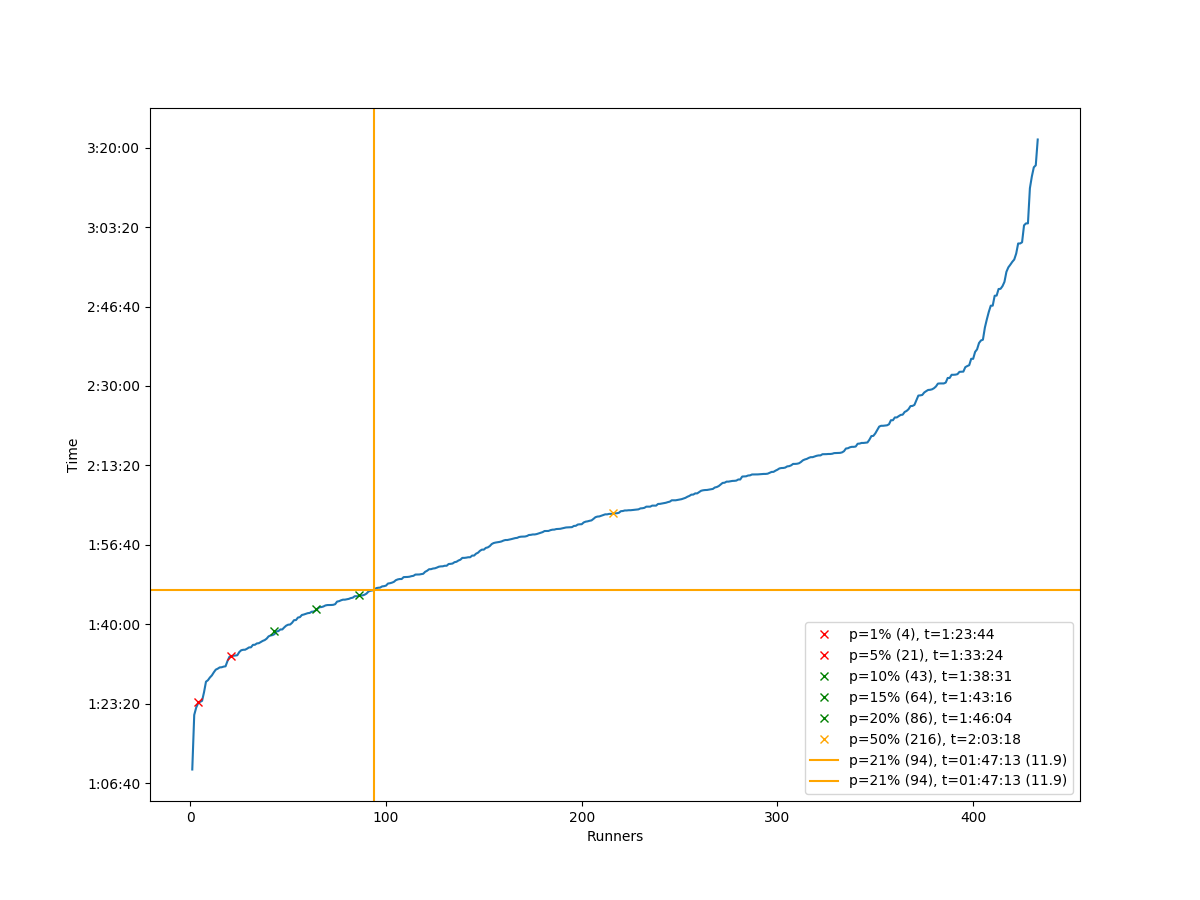 3:20:00
3:03:20
2:46:40
2:30:00
2:13:20
1:56:40
1:40:00
1:23:20
1:06:40
Time
0
100
200
300
400
Runners
p=1% (4), t=1:23:44
p=5% (21), t=1:33:24
p=10% (43), t=1:38:31
p=15% (64), t=1:43:16
p=20% (86), t=1:46:04
p=50% (216), t=2:03:18
p=21% (94), t=01:47:13 (11.9)
p=21% (94), t=01:47:13 (11.9)